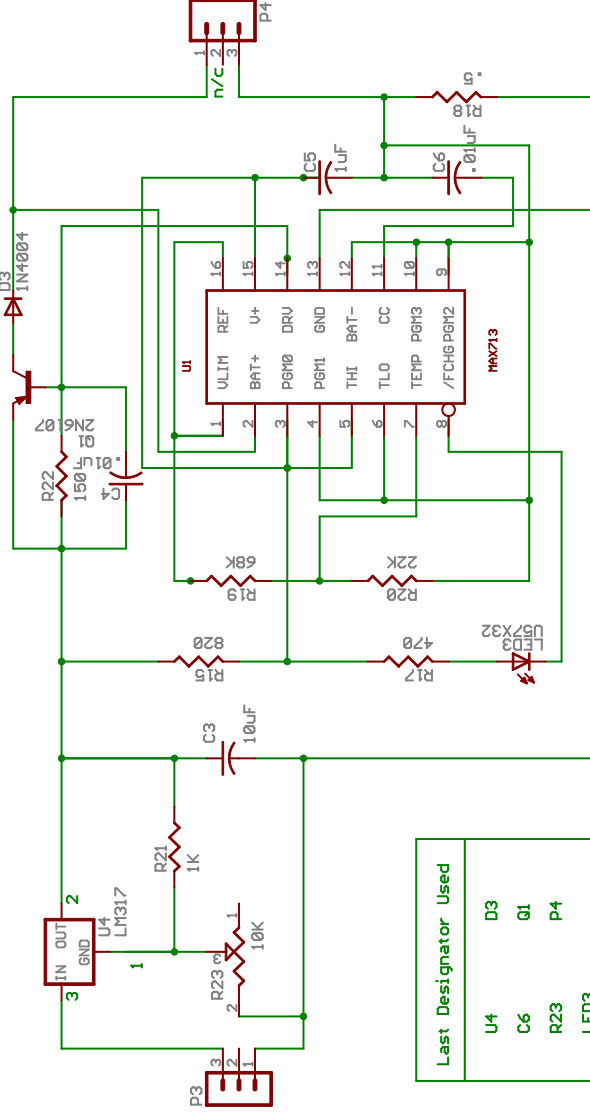 P4
1
2
3
n/c
R18
.5
C5
1uF
C6
.01uF
D3
1N4004
Q1
2N6107
R22
150
C4
.01uF
U1
MAX713
16
15
14
13
12
11
10
9
REF
V+
DRV
GND
BAT-
CC
PGM3
PGM2
VLIM
BAT+
PGM0
PGM1
THI
TLO
TEMP
/FCHG
1
2
3
4
5
6
7
8
R19
68K
R20
22K
R15
820
R17
470
LED3
U57X32
C3
10uF
R21
1K
U4
LM317
IN
OUT
GND
3
2
1
R23
10K
1
2
3
P3
3
2
1
Last Designator Used
U4 D3
C6 Q1
R23 P4
LED3